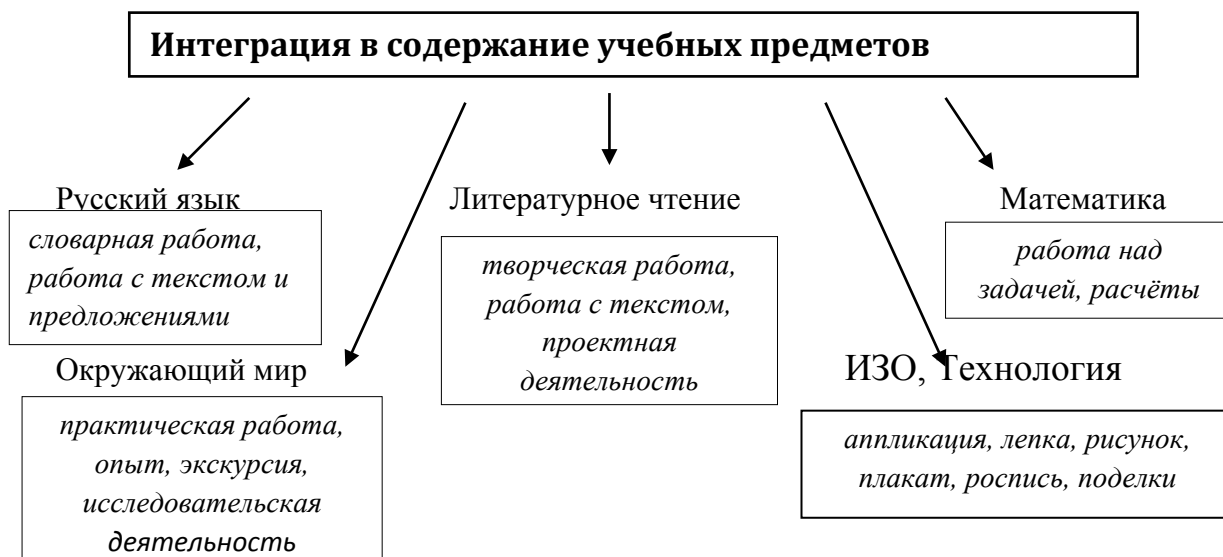 Интеграция в содержание учебных предметов
Русский язык
словарная работа,
работа с текстом и
предложениями
Литературное чтение
творческая работа,
работа с текстом,
проектная
деятельность
Математика
работа над
задачей, расчёты
Окружающий мир
практическая работа,
опыт, экскурсия,
исследовательская
деятельность
ИЗО, Технология
аппликация, лепка, рисунок,
плакат, роспись, поделки